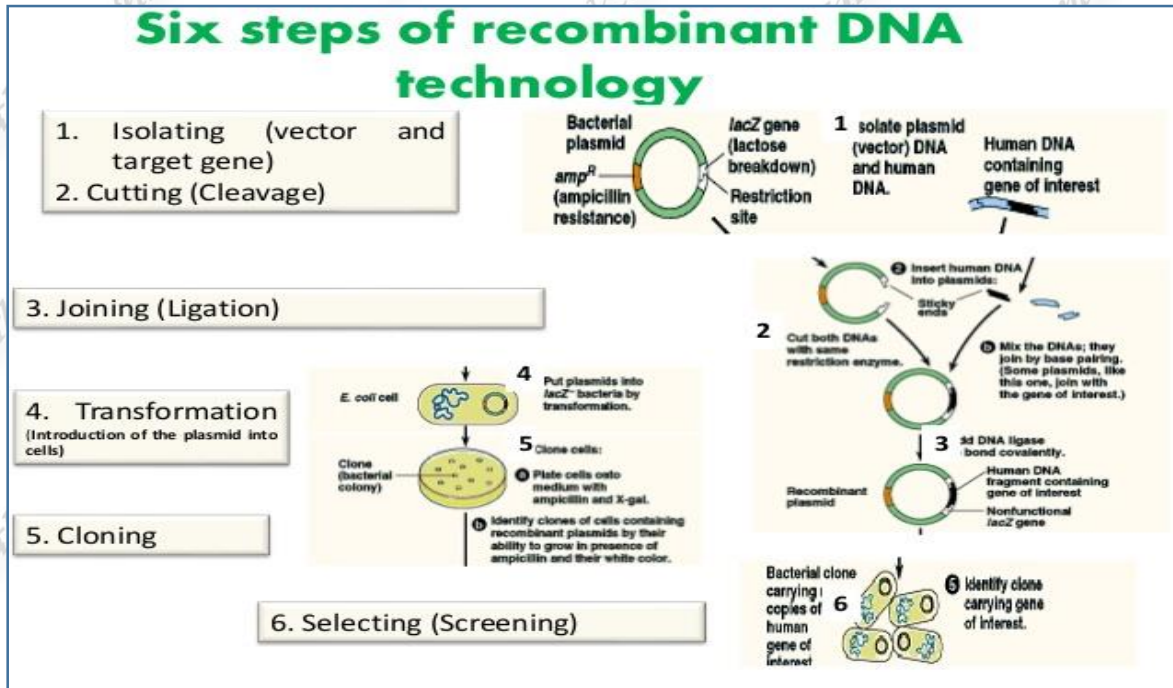 Six steps of recombinant DNA
technology
1. Isolating (vector and
target gene)
2. Cutting (Cleavage)
Bacterial
plasmid
ampR
(ampicillin
resistance)
lacZ gene
(lactose
breakdown)
Restriction
site
1 solate plasmid
(vector) DNA
and human
DNA.
Human DNA
containing
gene of interest
3. Joining (Ligation)
2
Cut both DNAs
with same
restriction enzyme.
2 Insert human DNA
into plasmids:
Sticky
ends
b Mix the DNAs; they
join by base pairing.
(Some plasmids, like
this one, join with
the gene of interest.)
3 dd DNA ligase
bond covalently.
Recombinant
plasmid
Human DNA
fragment containing
gene of interest
Nonfunctional
lacZ gene
4. Transformation
(Introduction of the plasmid into
cells)
E. coli cell
4 Put plasmids into
lacZ– bacteria by
transformation.
5. Cloning
5 Clone cells:
Clone
(bacterial
colony)
a Plate cells onto
medium with
ampicillin and X-gal.
b Identify clones of cells containing
recombinant plasmids by their
ability to grow in presence of
ampicillin and their white color.
6. Selecting (Screening)
Bacterial clone
carrying
copies of
human
gene of
interest
6
5 Identify clone
carrying gene
of interest.